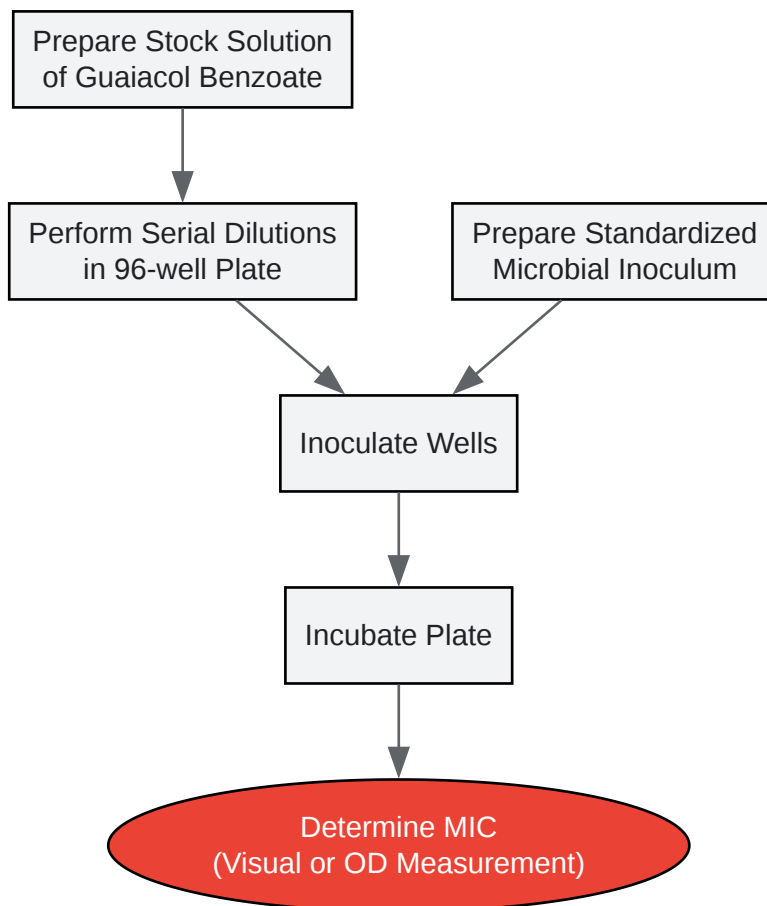 Prepare Stock Solution
of Guaiacol Benzoate
Perform Serial Dilutions
in 96-well Plate
Prepare Standardized
Microbial Inoculum
Inoculate Wells
Incubate Plate
Determine MIC
(Visual or OD Measurement)